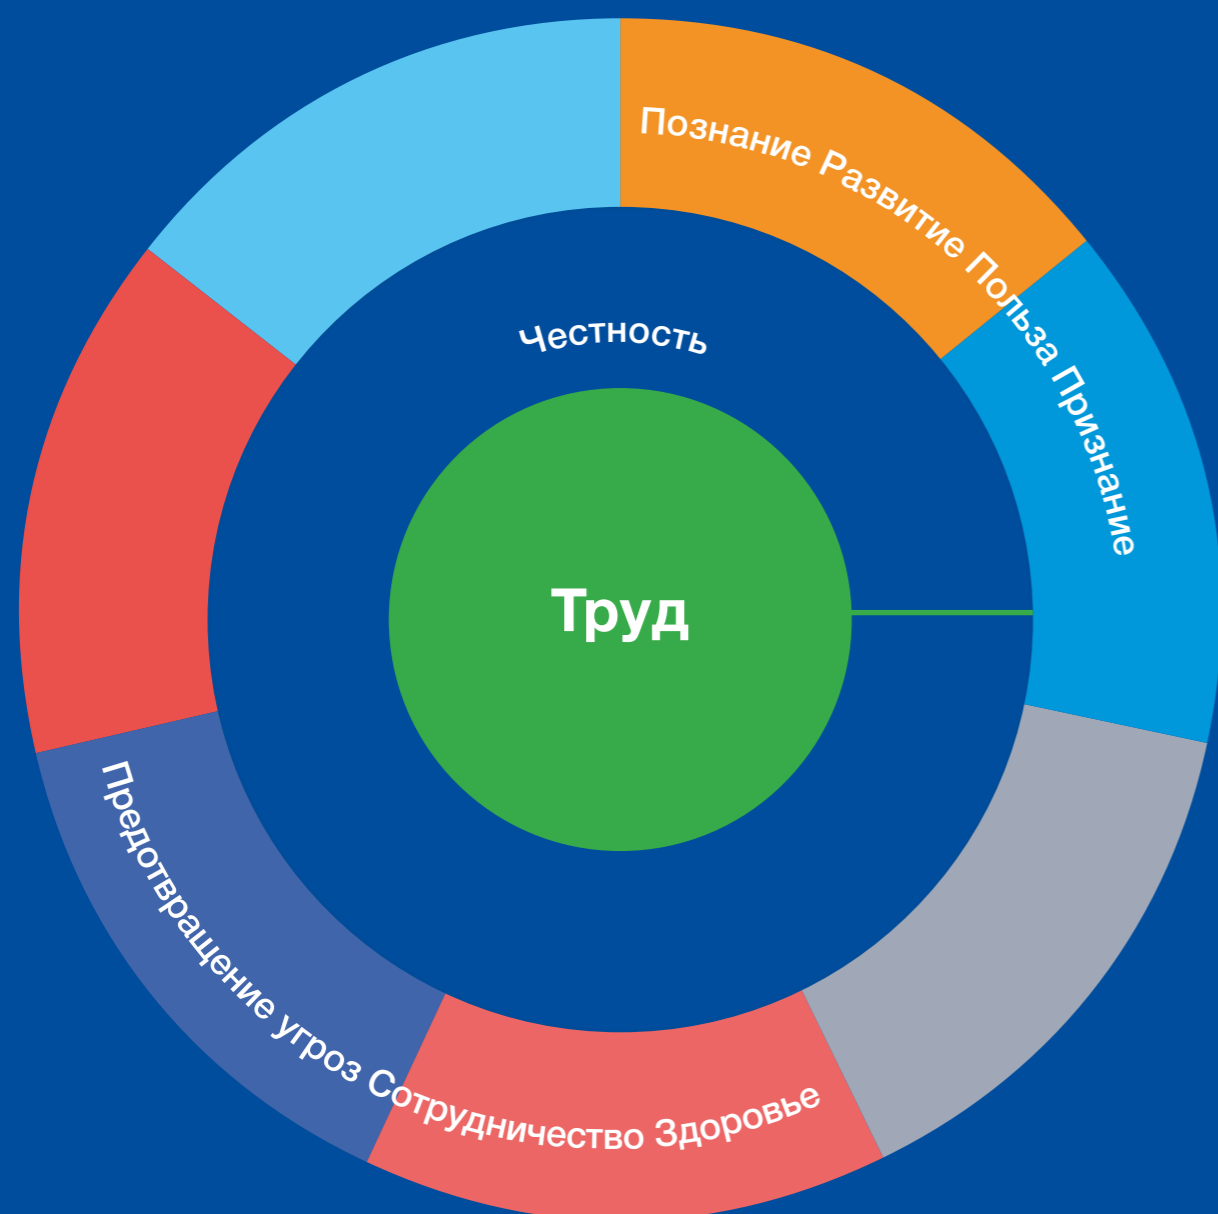 Познание Развитие Польза Признание
Честность
Труд
Предотвращение угроз Сотрудничество Здоровье